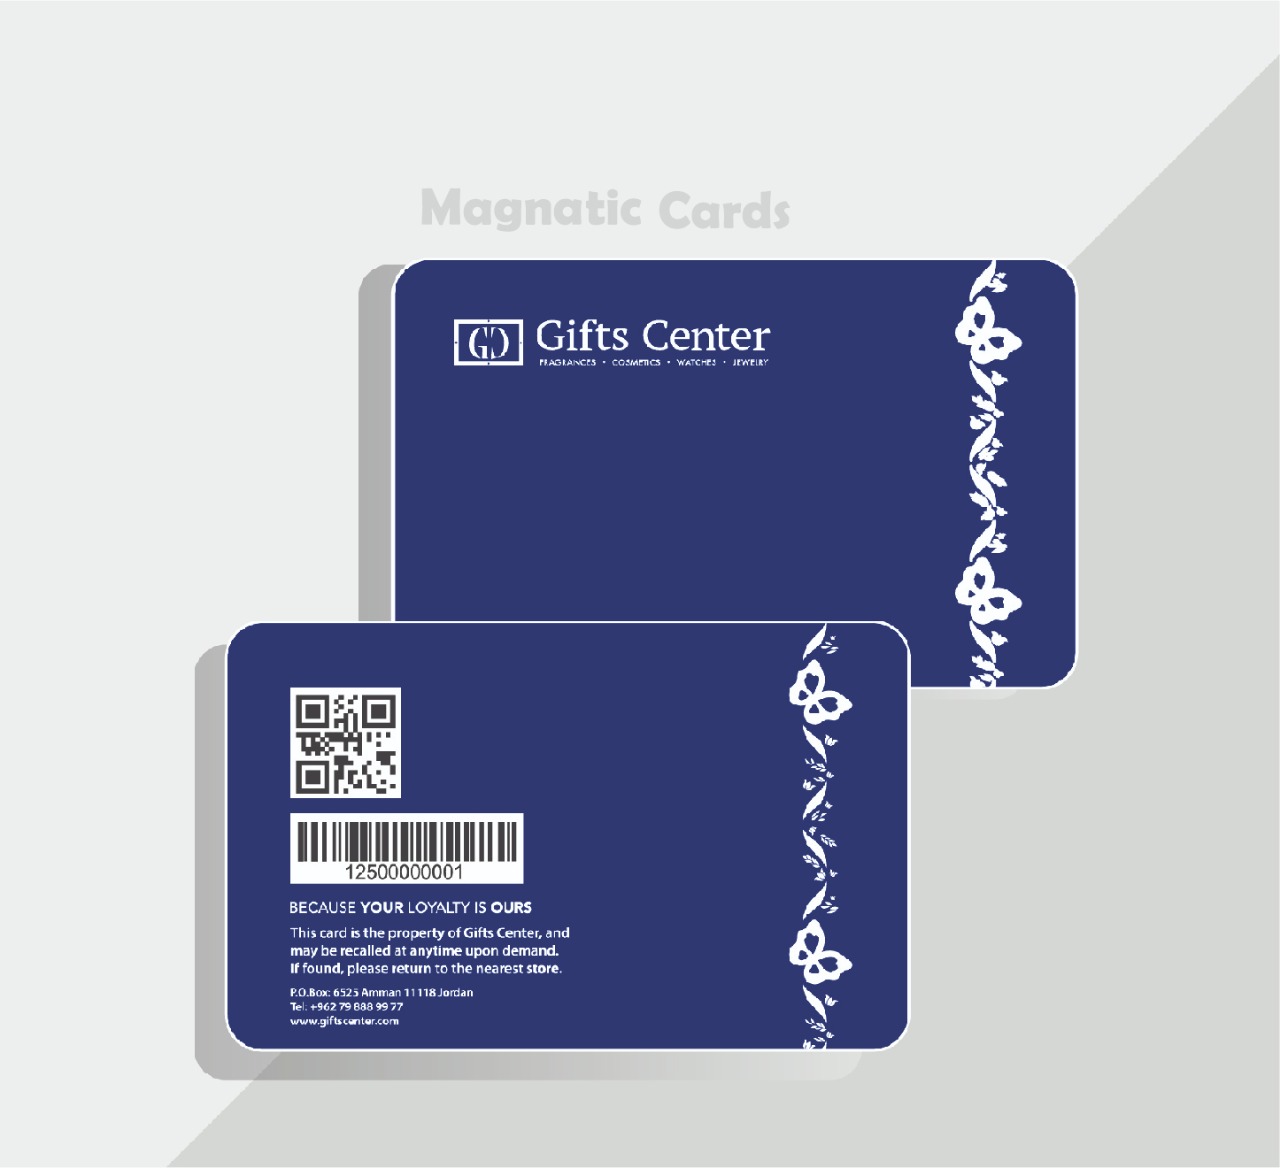 Magnatic Cards
GC Gifts Center
FRAGRANCES • COSMETICS • WATCHES • JEWELRY
12500000001
BECAUSE YOUR LOYALTY IS OURS
This card is the property of Gifts Center, and
may be recalled at anytime upon demand.
If found, please return to the nearest store.
P.O.Box: 6525 Amman 11118 Jordan
Tel: +962 79 888 99 77
www.giftscenter.com